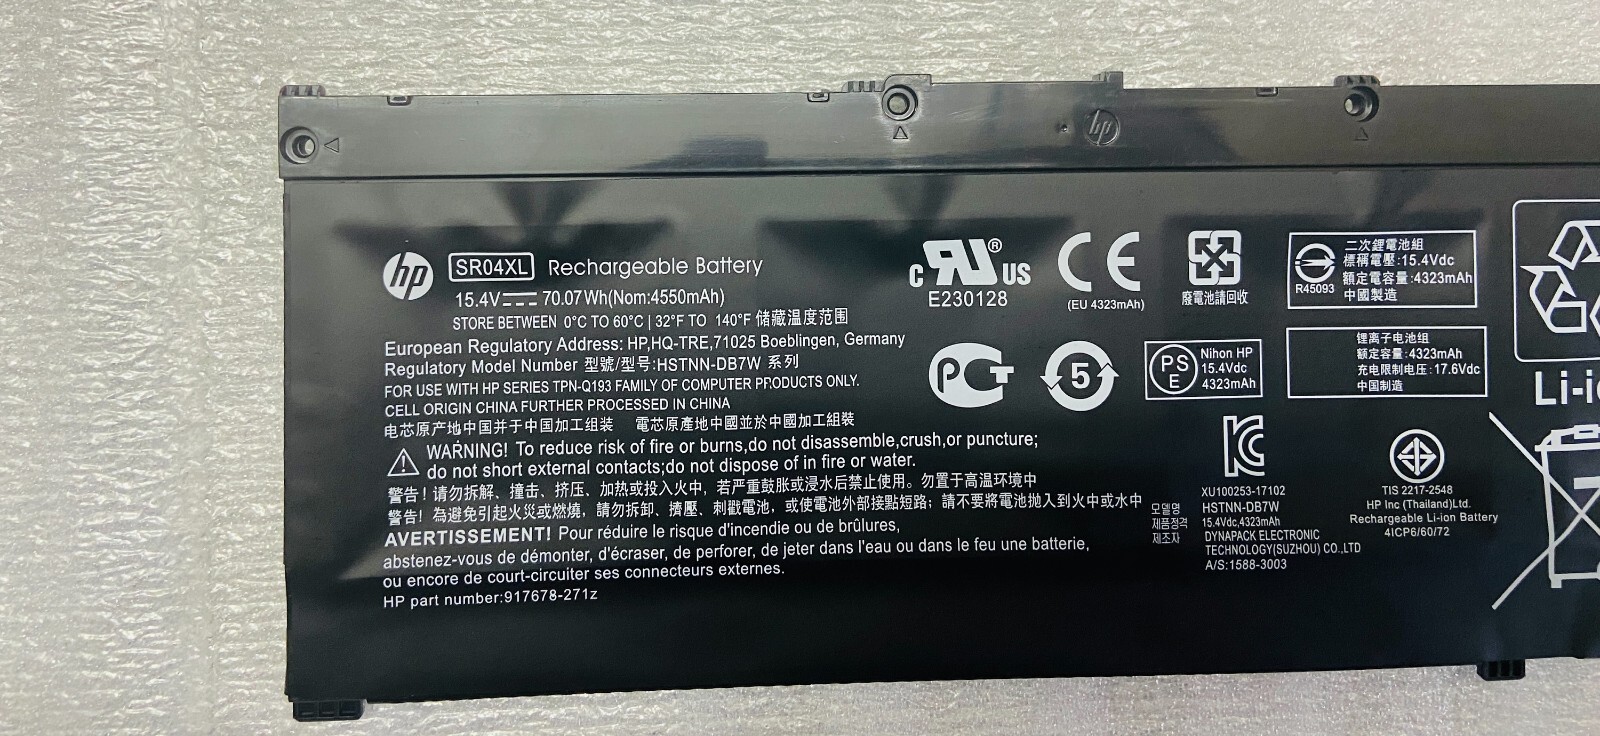 hp
hp SR04XL Rechargeable Battery
15.4V 70.07Wh(Nom:4550mAh)
STORE BETWEEN 0°C TO 60°C | 32°F TO 140°F 储藏温度范围
European Regulatory Address: HP,HQ-TRE,71025 Boeblingen, Germany
Regulatory Model Number 型號/型号:HSTNN-DB7W 系列
FOR USE WITH HP SERIES TPN-Q193 FAMILY OF COMPUTER PRODUCTS ONLY.
CELL ORIGIN CHINA FURTHER PROCESSED IN CHINA
电芯原产地中国并于中国加工组装 電芯原產地中國並於中國加工組裝
WARNING! To reduce risk of fire or burns,do not disassemble,crush,or puncture;
do not short external contacts;do not dispose of in fire or water.
警告！请勿拆解、撞击、挤压、加热或投入火中，若严重鼓胀或浸水后禁止使用。勿置于高温环境中
警告！為避免引起火災或燃燒，請勿拆卸、擠壓、刺戳電池，或使電池外部接點短路；請不要將電池拋入到火中或水中
AVERTISSEMENT! Pour réduire le risque d'incendie ou de brûlures,
abstenez-vous de démonter, d'écraser, de perforer, de jeter dans l'eau ou dans le feu une batterie,
ou encore de court-circuiter ses connecteurs externes.
HP part number:917678-271z
c RU ® US
E230128
CE
(EU 4323mAh)
廢電池請回收
R45093
二次鋰電池組
標稱電壓:15.4Vdc
額定電容量:4323mAh
中國製造
PCT
5
PS
E
Nihon HP
15.4Vdc
4323mAh
锂离子电池组
额定容量:4323mAh
充电限制电压:17.6Vdc
中国制造
Li-i
KC
XU100253-17102
모델명 HSTNN-DB7W
제품정격 15.4Vdc,4323mAh
제조자 DYNAPACK ELECTRONIC
TECHNOLOGY(SUZHOU) CO.,LTD
A/S:1588-3003
TIS 2217-2548
HP Inc (Thailand)Ltd.
Rechargeable Li-ion Battery
4ICP6/60/72